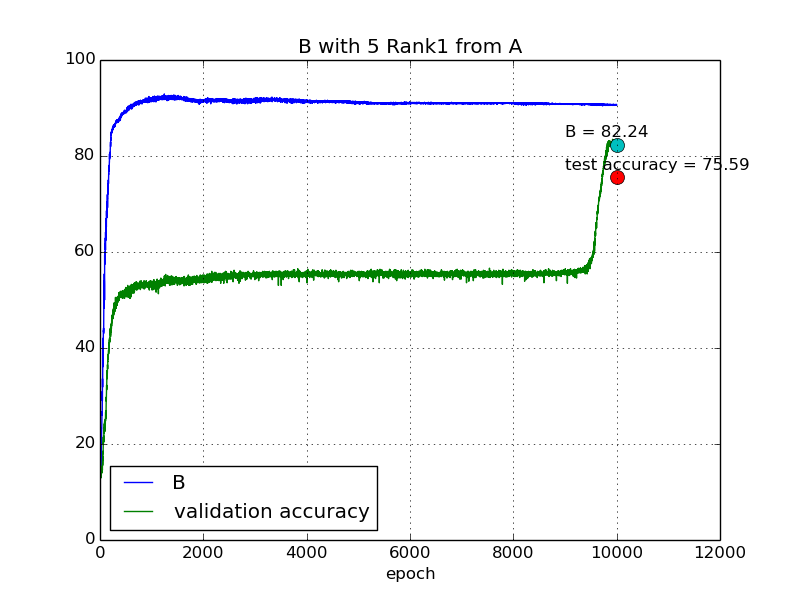 B with 5 Rank1 from A
100
80
60
40
20
0
B = 82.24
test accuracy = 75.59
B
validation accuracy
0 2000 4000 6000 8000 10000 12000
epoch